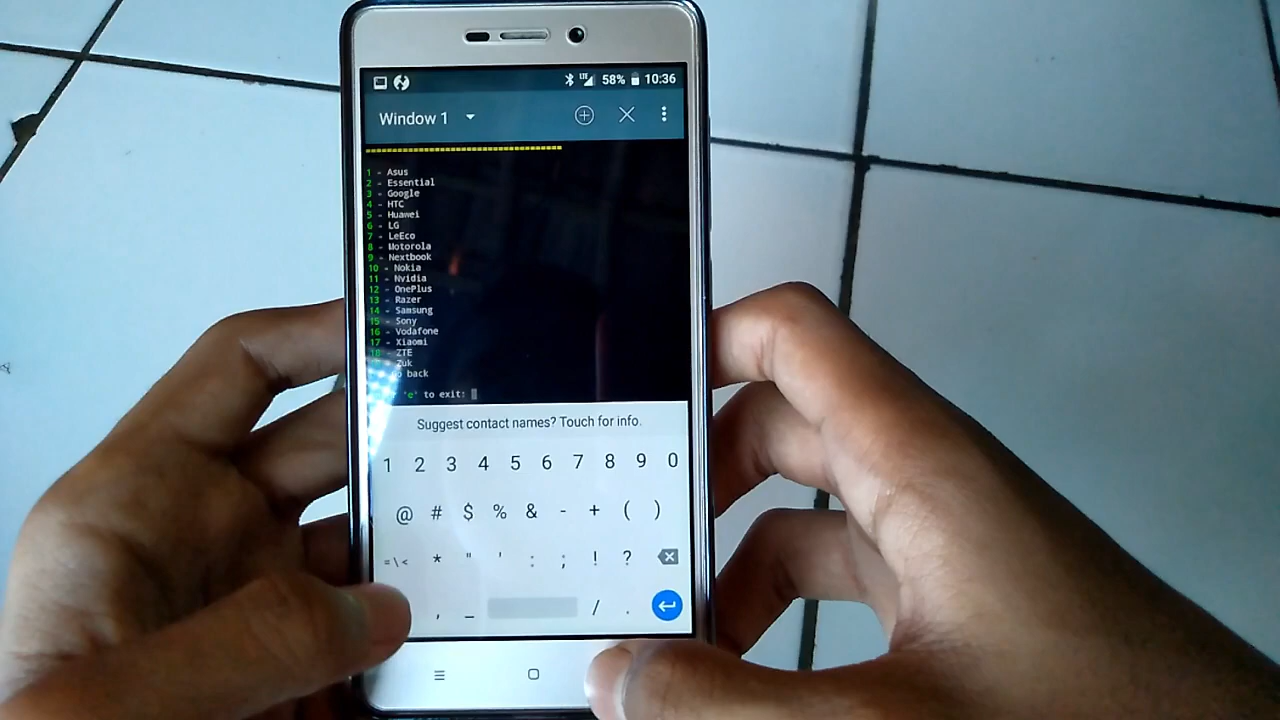 LTE 58% 10:36
Window 1
1 - Asus
2 - Essential
3 - Google
4 - HTC
5 - Huawei
6 - LG
7 - LeEco
8 - Motorola
9 - Nextbook
10 - Nokia
11 - Nvidia
12 - OnePlus
13 - Razer
14 - Samsung
15 - Sony
16 - Vodafone
17 - Xiaomi
18 - ZTE
- Zuk
back
'e' to exit:
Suggest contact names? Touch for info.
1 2 3 4 5 6 7 8 9 0
@ # $ % & - + ( )
= \ < * " ' : ; ! ?
, _ / .